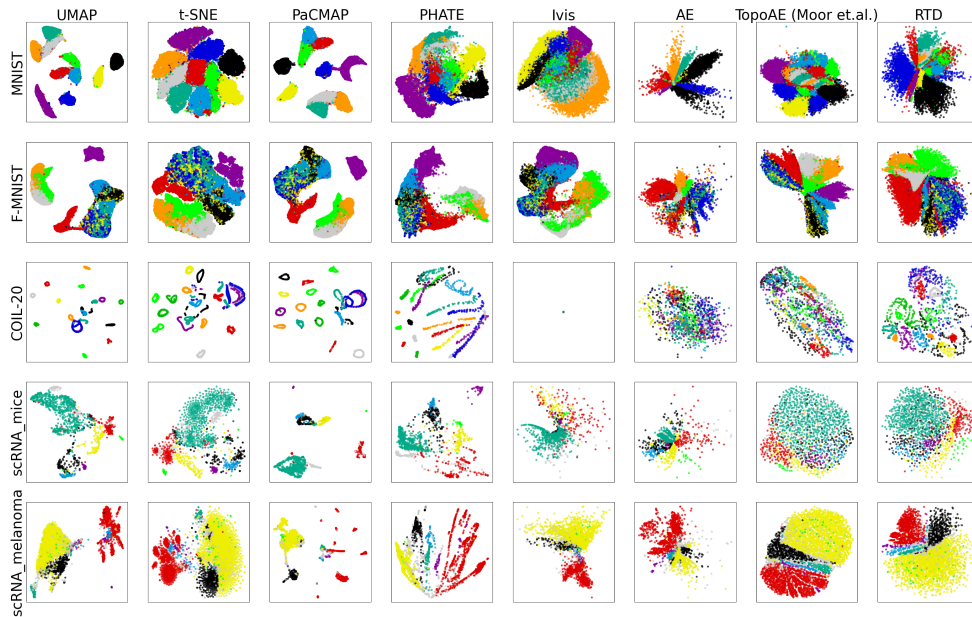 UMAP t-SNE PaCMAP PHATE Ivis AE TopoAE (Moor et.al.) RTD
MNIST
F-MNIST
COIL-20
scRNA_mice
scRNA_melanoma